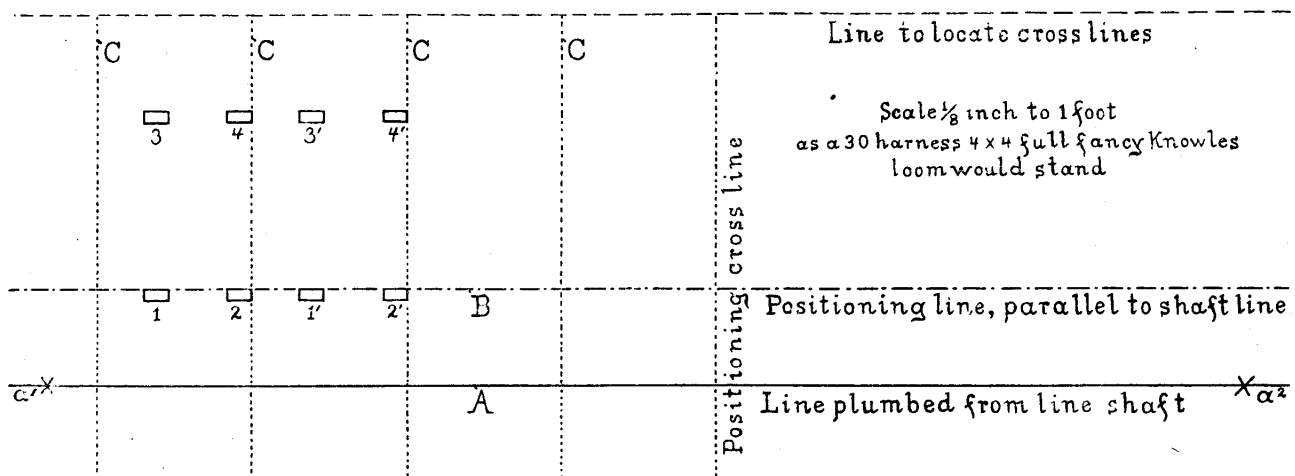 C C C C
Line to locate cross lines
Scale ⅛ inch to 1 foot
as a 30 harness 4 x 4 full fancy Knowles
loom would stand
3 4 3' 4'
Positioning cross line
1 2 1' 2'
B
Positioning line, parallel to shaft line
a' A
Line plumbed from line shaft
a²